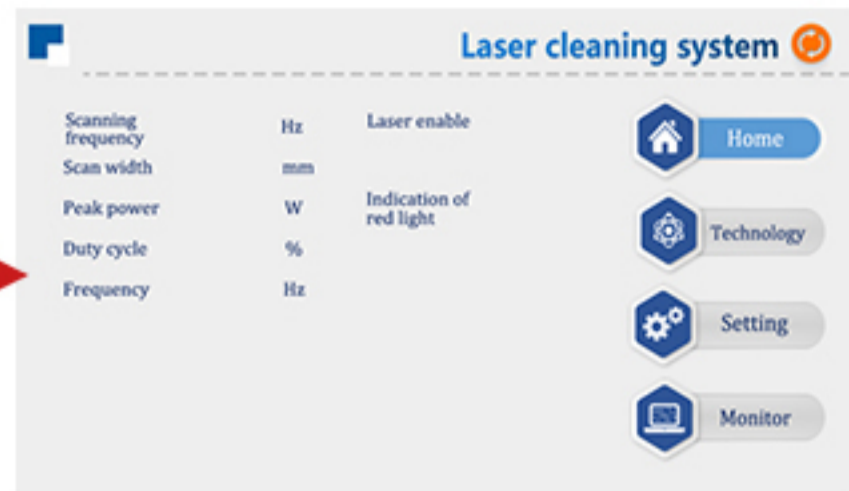 Laser cleaning system
Scanning
frequency
Hz
Laser enable
Home
Scan width
mm
Peak power
W
Indication of
red light
Technology
Duty cycle
%
Frequency
Hz
Setting
Monitor